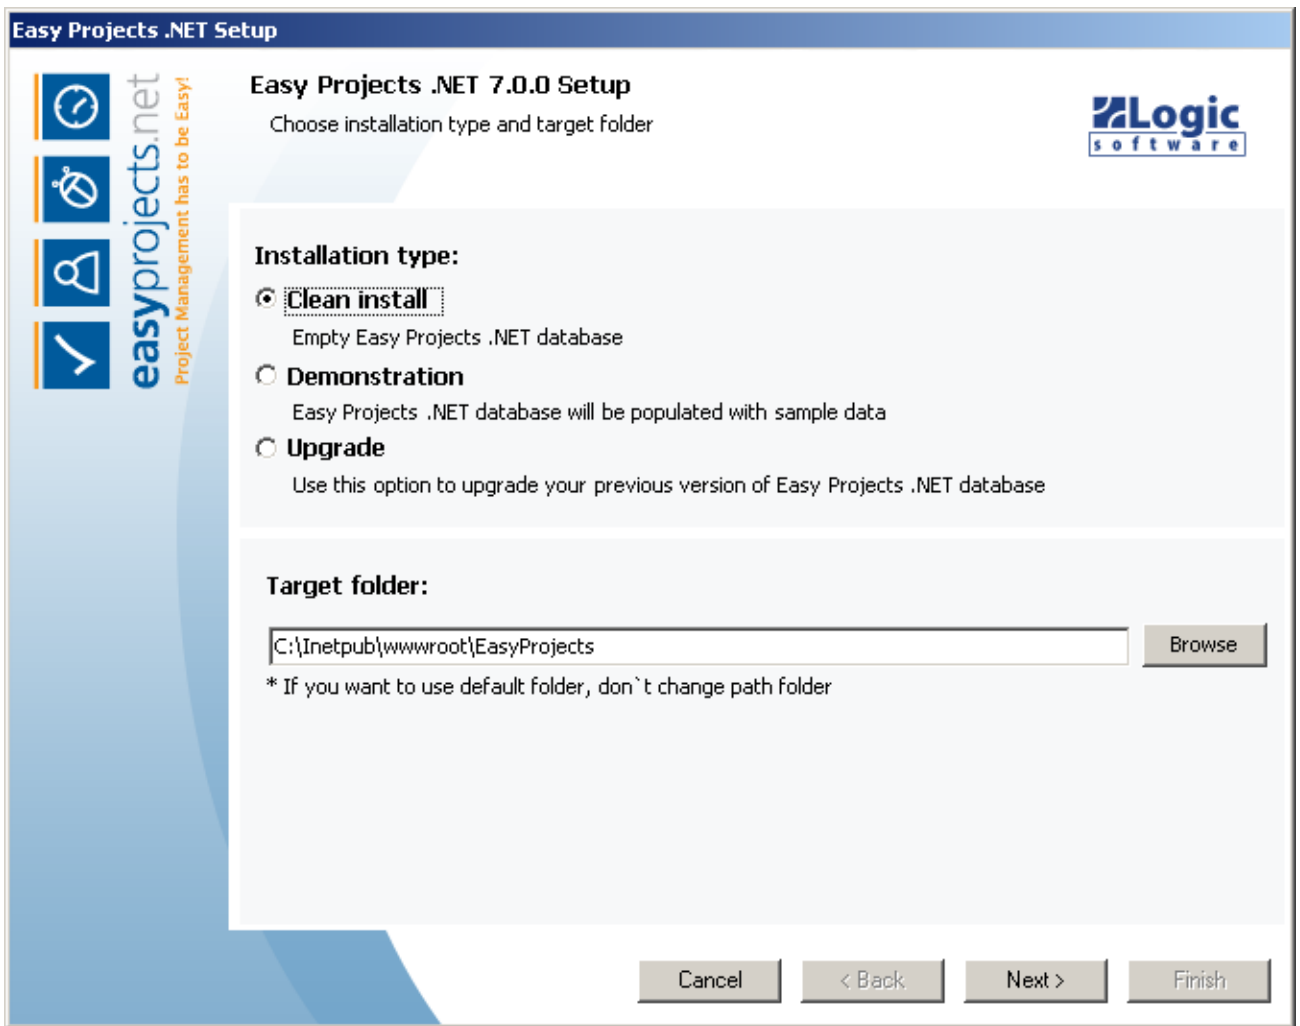 Easy Projects .NET Setup
easyprojects.net
Project Management has to be Easy!
Easy Projects .NET 7.0.0 Setup
Choose installation type and target folder
Logic
software
Installation type:
Clean install
Empty Easy Projects .NET database
Demonstration
Easy Projects .NET database will be populated with sample data
Upgrade
Use this option to upgrade your previous version of Easy Projects .NET database
Target folder:
C:\Inetpub\wwwroot\EasyProjects
Browse
* If you want to use default folder, don`t change path folder
Cancel
< Back
Next >
Finish